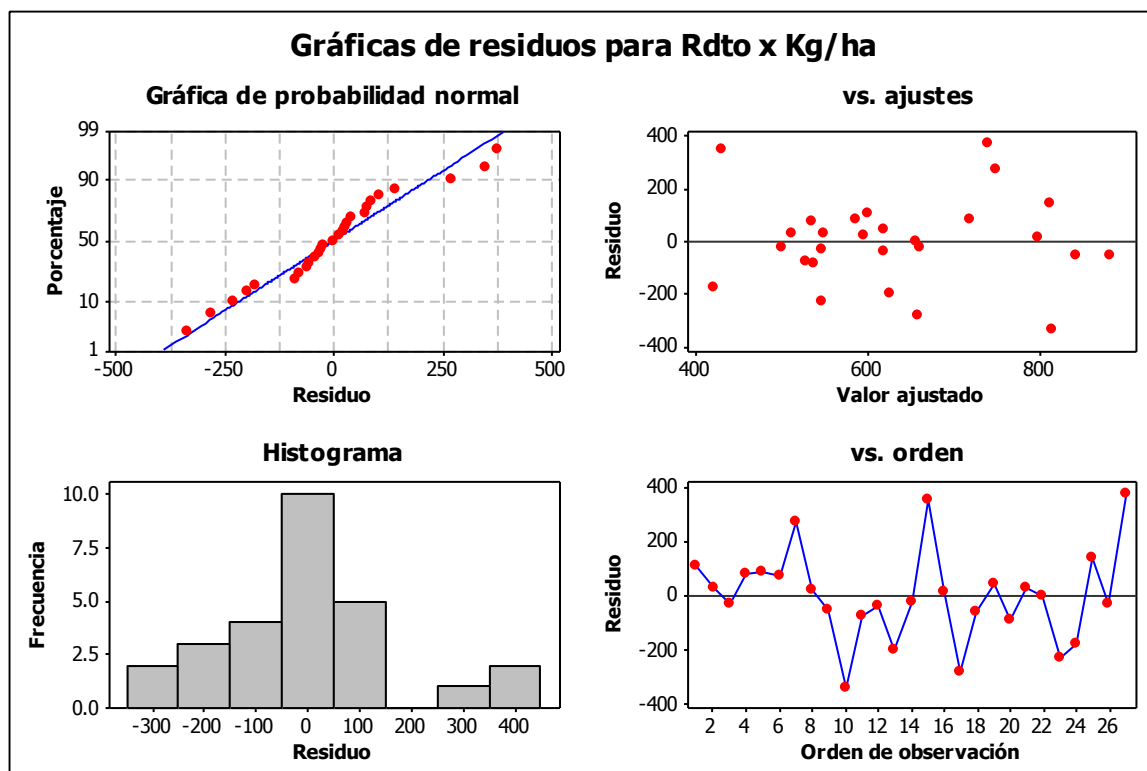 Gráficas de residuos para Rdto x Kg/ha
Gráfica de probabilidad normal
99
90
50
10
1
Porcentaje
-500 -250 0 250 500
Residuo
vs. ajustes
400
200
0
-200
-400
Residuo
400 600 800
Valor ajustado
Histograma
10.0
7.5
5.0
2.5
0.0
Frecuencia
-300 -200 -100 0 100 200 300 400
Residuo
vs. orden
400
200
0
-200
-400
Residuo
2 4 6 8 10 12 14 16 18 20 22 24 26
Orden de observación